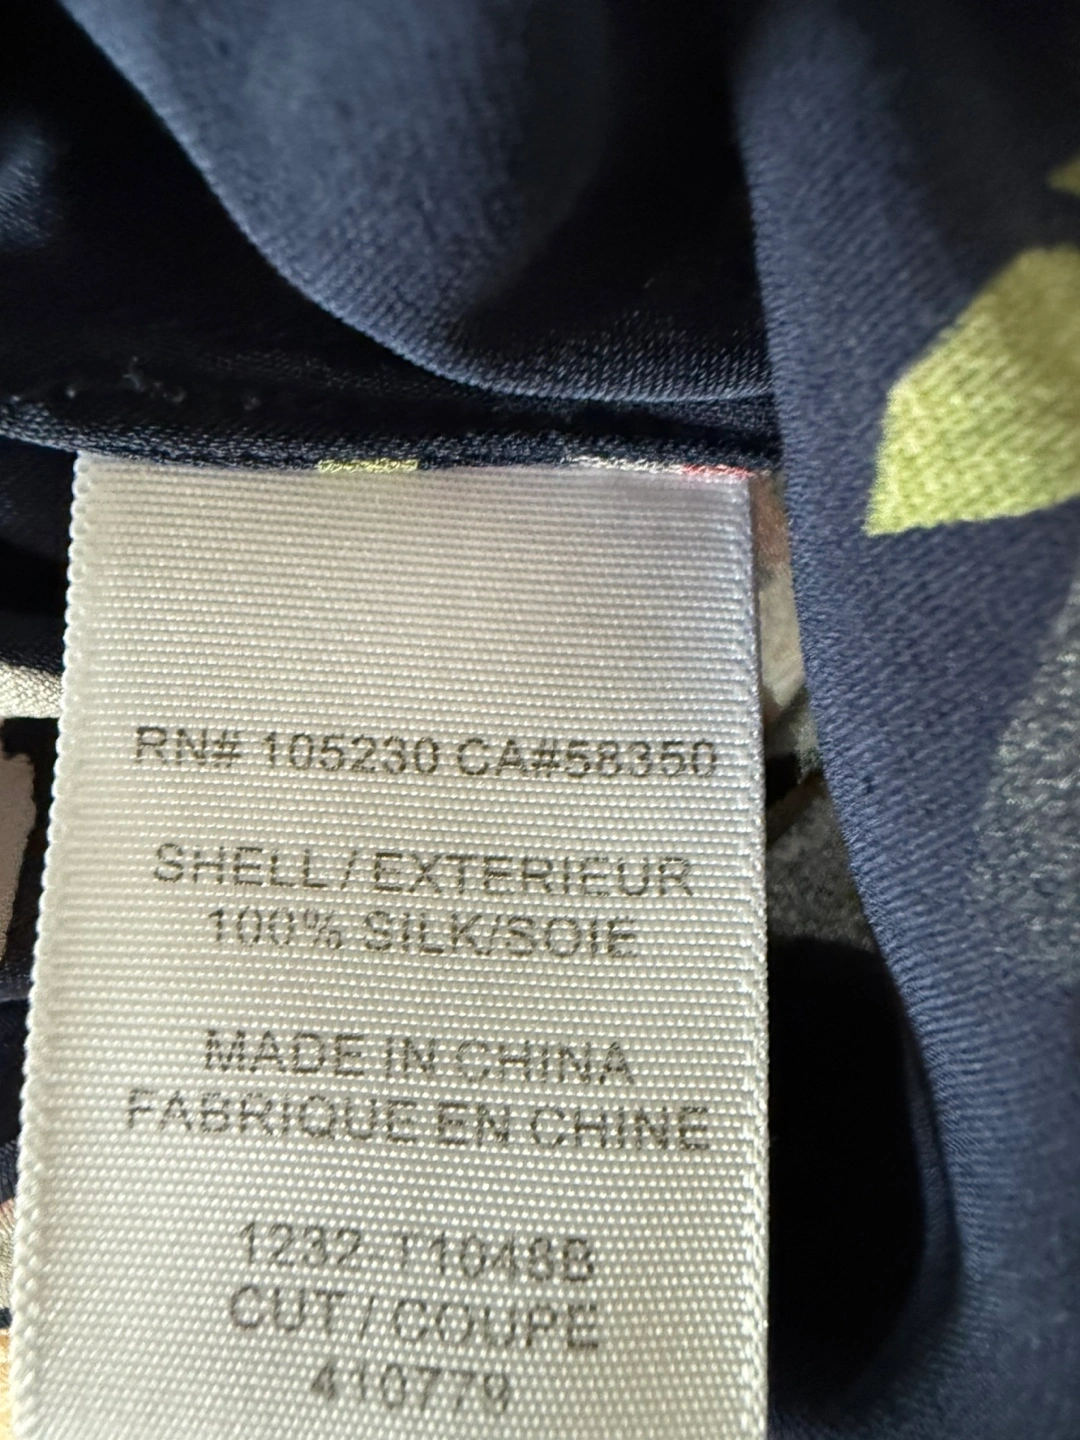 RN# 105230 CA#58350
SHELL / EXTERIEUR
100% SILK/SOIE
MADE IN CHINA
FABRIQUE EN CHINE
1232-T1048B
CUT / COUPE
410779